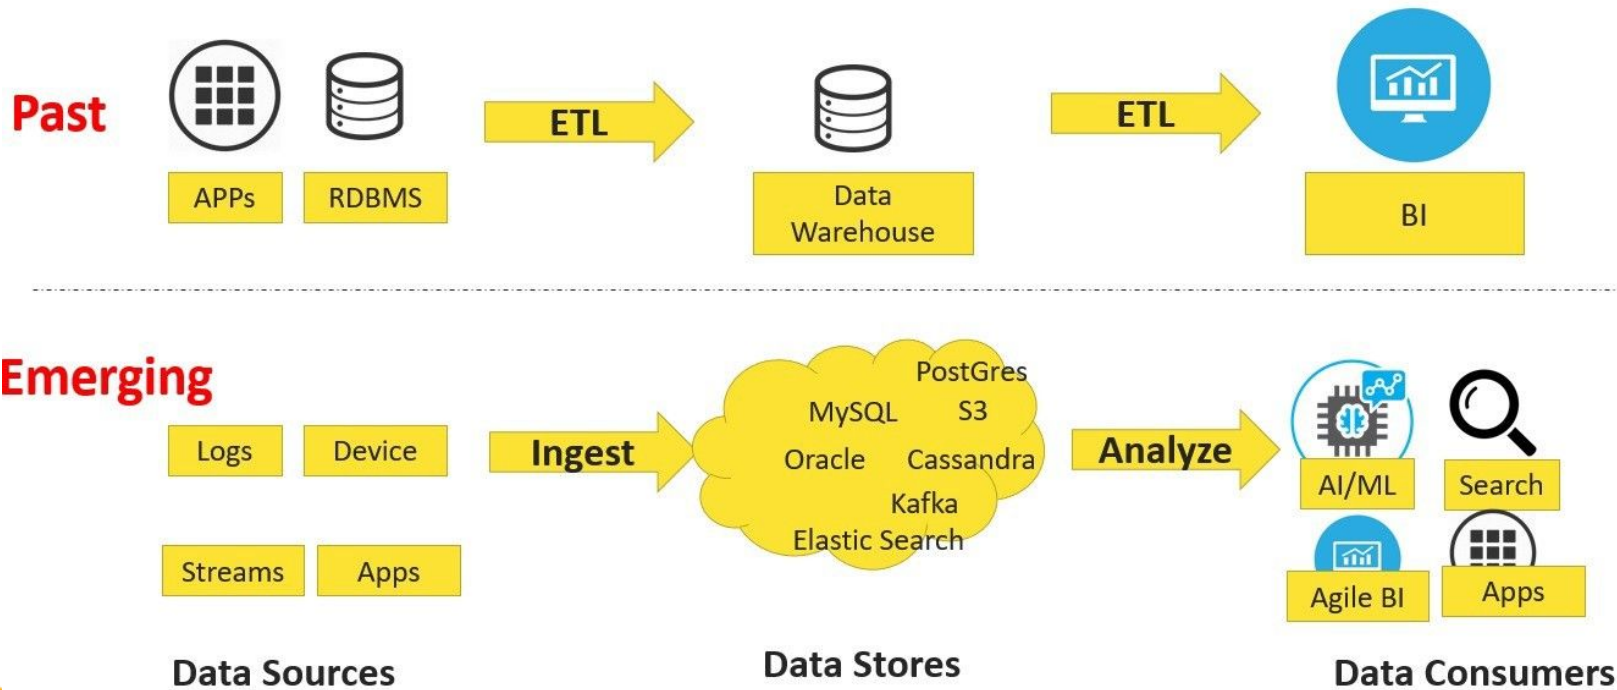 Past
APPs
RDBMS
ETL
Data
Warehouse
ETL
BI
Emerging
Logs
Device
Streams
Apps
Ingest
PostGres
MySQL
S3
Oracle
Cassandra
Kafka
Elastic Search
Analyze
AI/ML
Search
Agile BI
Apps
Data Sources
Data Stores
Data Consumers